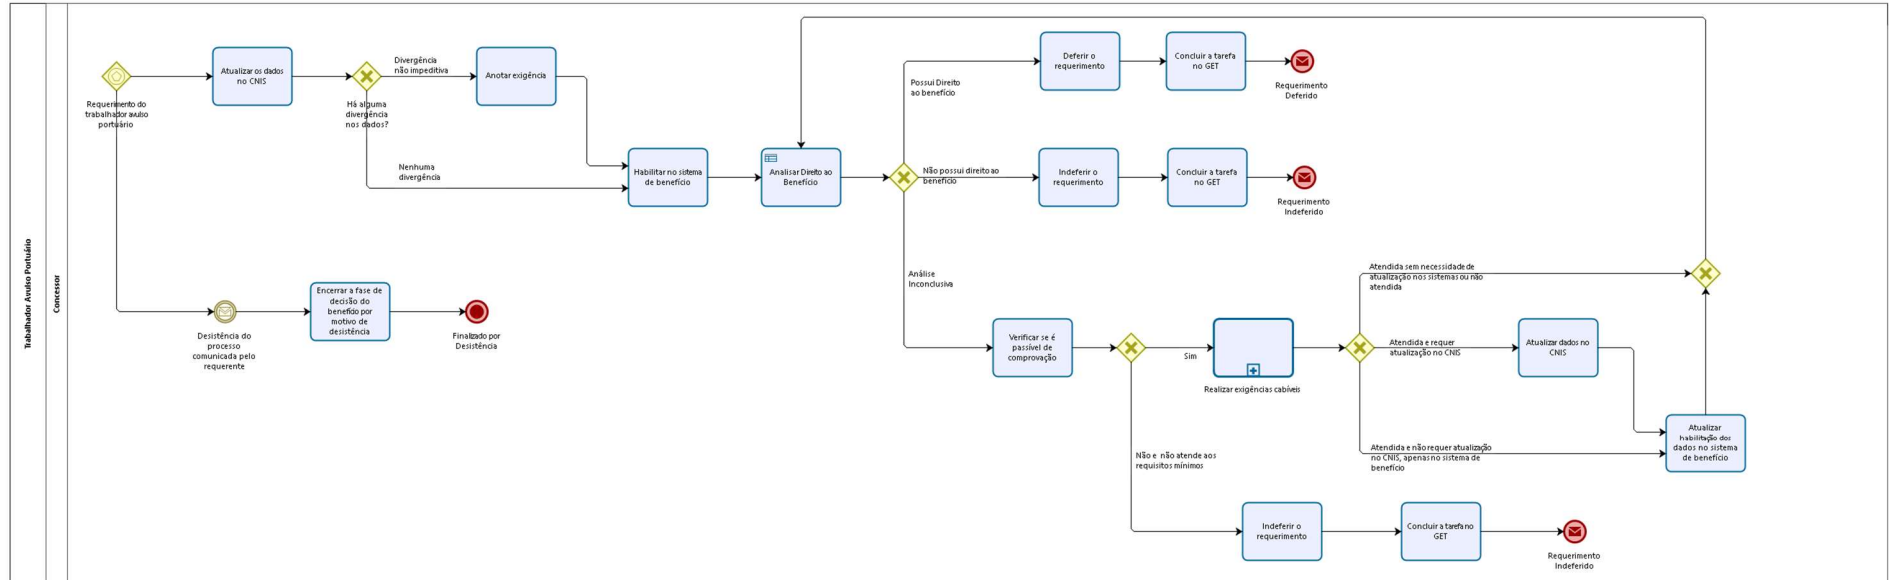 Trabalhador Avulso Portuário
Concessor
Requerimento do
trabalhador avulso
portuário
Atualizar os dados
no CNIS
Há alguma
divergência
nos dados?
Divergência
não impeditiva
Anotar exigência
Nenhuma
divergência
Habilitar no sistema
de benefício
Analisar Direito ao
Benefício
Possui Direito
ao benefício
Deferir o
requerimento
Concluir a tarefa
no GET
Requerimento
Deferido
Não possui direito ao
benefício
Indeferir o
requerimento
Concluir a tarefa
no GET
Requerimento
Indeferido
Análise
Inconclusiva
Desistência do
processo
comunicada pelo
requerente
Encerrar a fase de
decisão do
benefício por
motivo de
desistência
Finalizado por
Desistência
Verificar se é
passível de
comprovação
Sim
Realizar exigências cabíveis
Atendida sem necessidade de
atualização nos sistemas ou não
atendida
Atendida e requer
atualização no CNIS
Atualizar dados no
CNIS
Atendida e não requer atualização
no CNIS, apenas no sistema de
benefício
Atualizar
habilitação dos
dados no sistema
de benefício
Não e não atende aos
requisitos mínimos
Indeferir o
requerimento
Concluir a tarefa no
GET
Requerimento
Indeferido